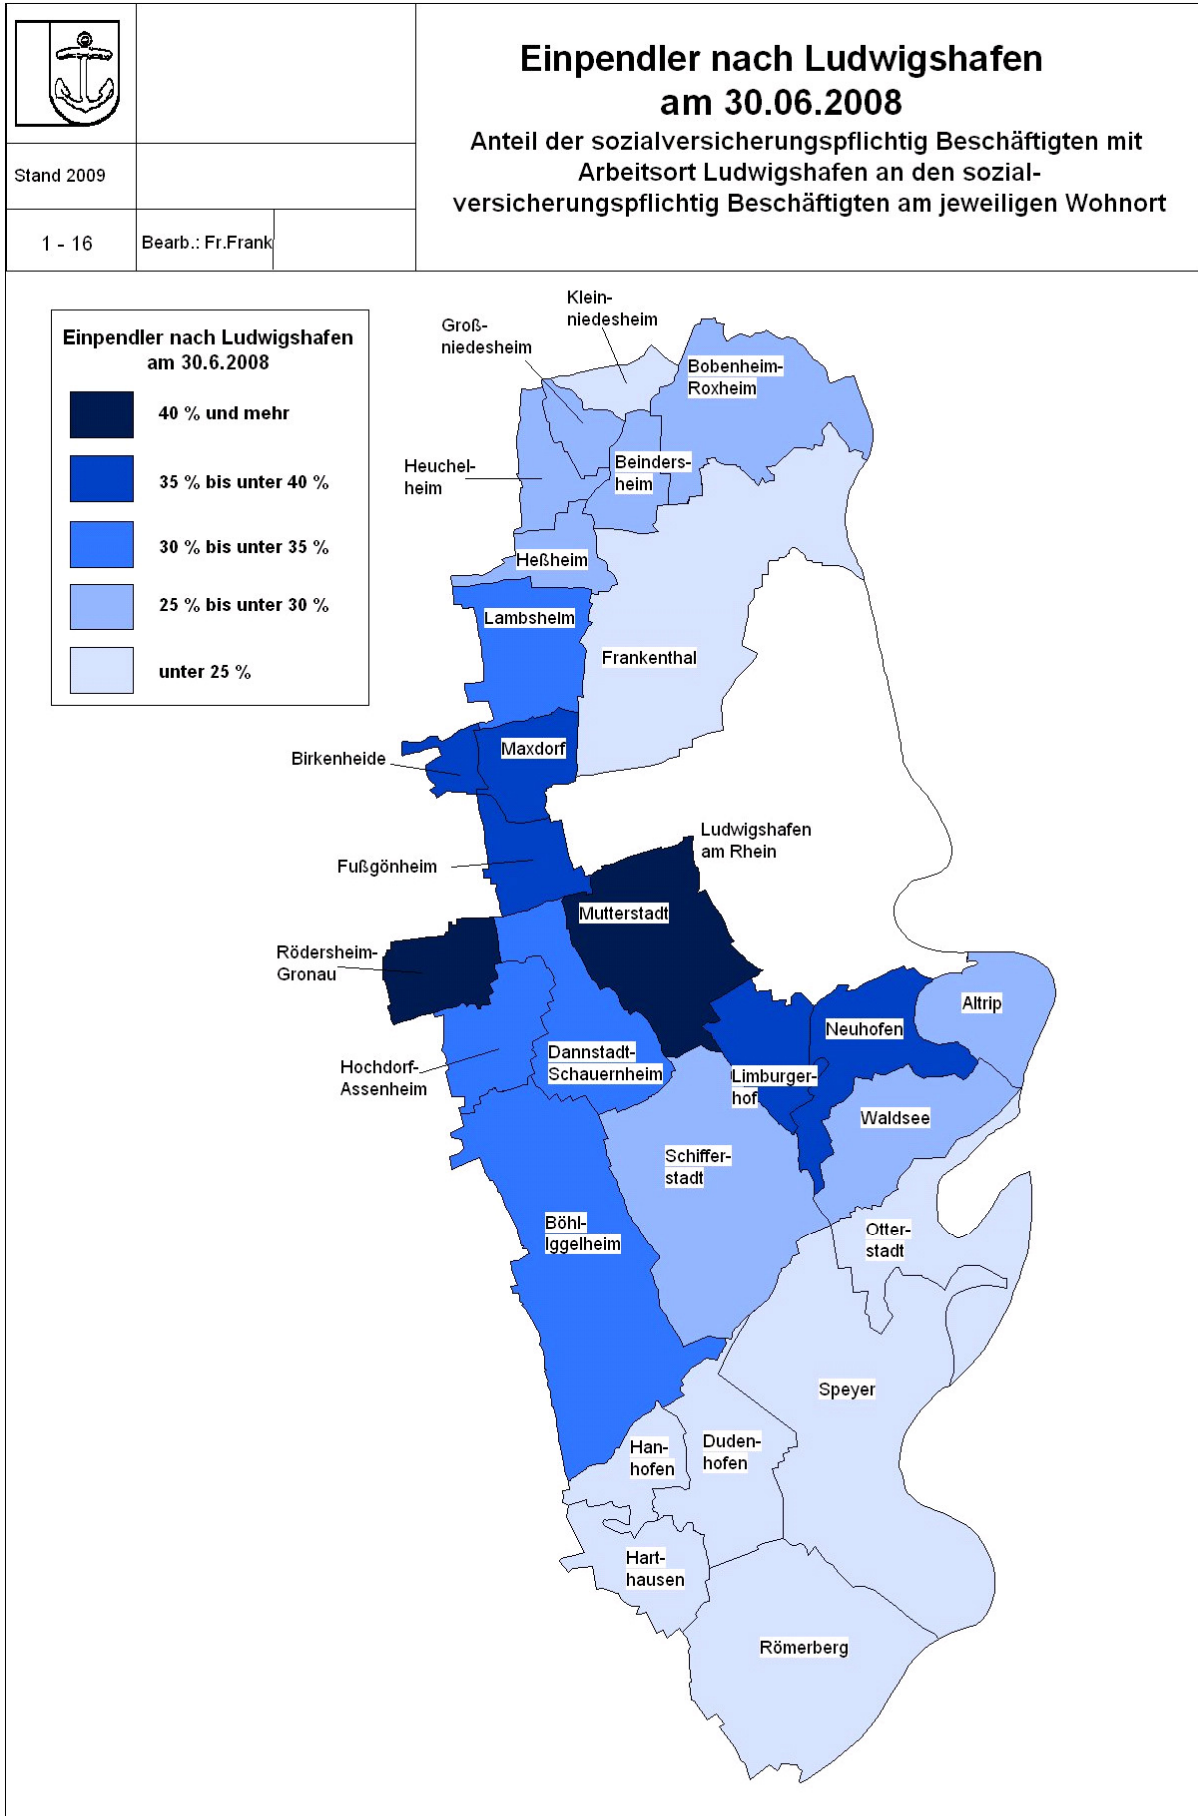 Einpendler nach Ludwigshafen
am 30.06.2008
Anteil der sozialversicherungspflichtig Beschäftigten mit
Arbeitsort Ludwigshafen an den sozial-
versicherungspflichtig Beschäftigten am jeweiligen Wohnort
Stand 2009
1 - 16
Bearb.: Fr.Frank
Einpendler nach Ludwigshafen
am 30.6.2008
40 % und mehr
35 % bis unter 40 %
30 % bis unter 35 %
25 % bis unter 30 %
unter 25 %
Klein-
niedesheim
Groß-
niedesheim
Bobenheim-
Roxheim
Heuchel-
heim
Beinders-
heim
Heßheim
Lambsheim
Frankenthal
Maxdorf
Birkenheide
Fußgönheim
Ludwigshafen
am Rhein
Mutterstadt
Rödersheim-
Gronau
Altrip
Neuhofen
Hochdorf-
Assenheim
Dannstadt-
Schauernheim
Limburger-
hof
Waldsee
Schiffer-
stadt
Böhl-
Iggelheim
Otter-
stadt
Speyer
Han-
hofen
Duden-
hofen
Hart-
hausen
Römerberg